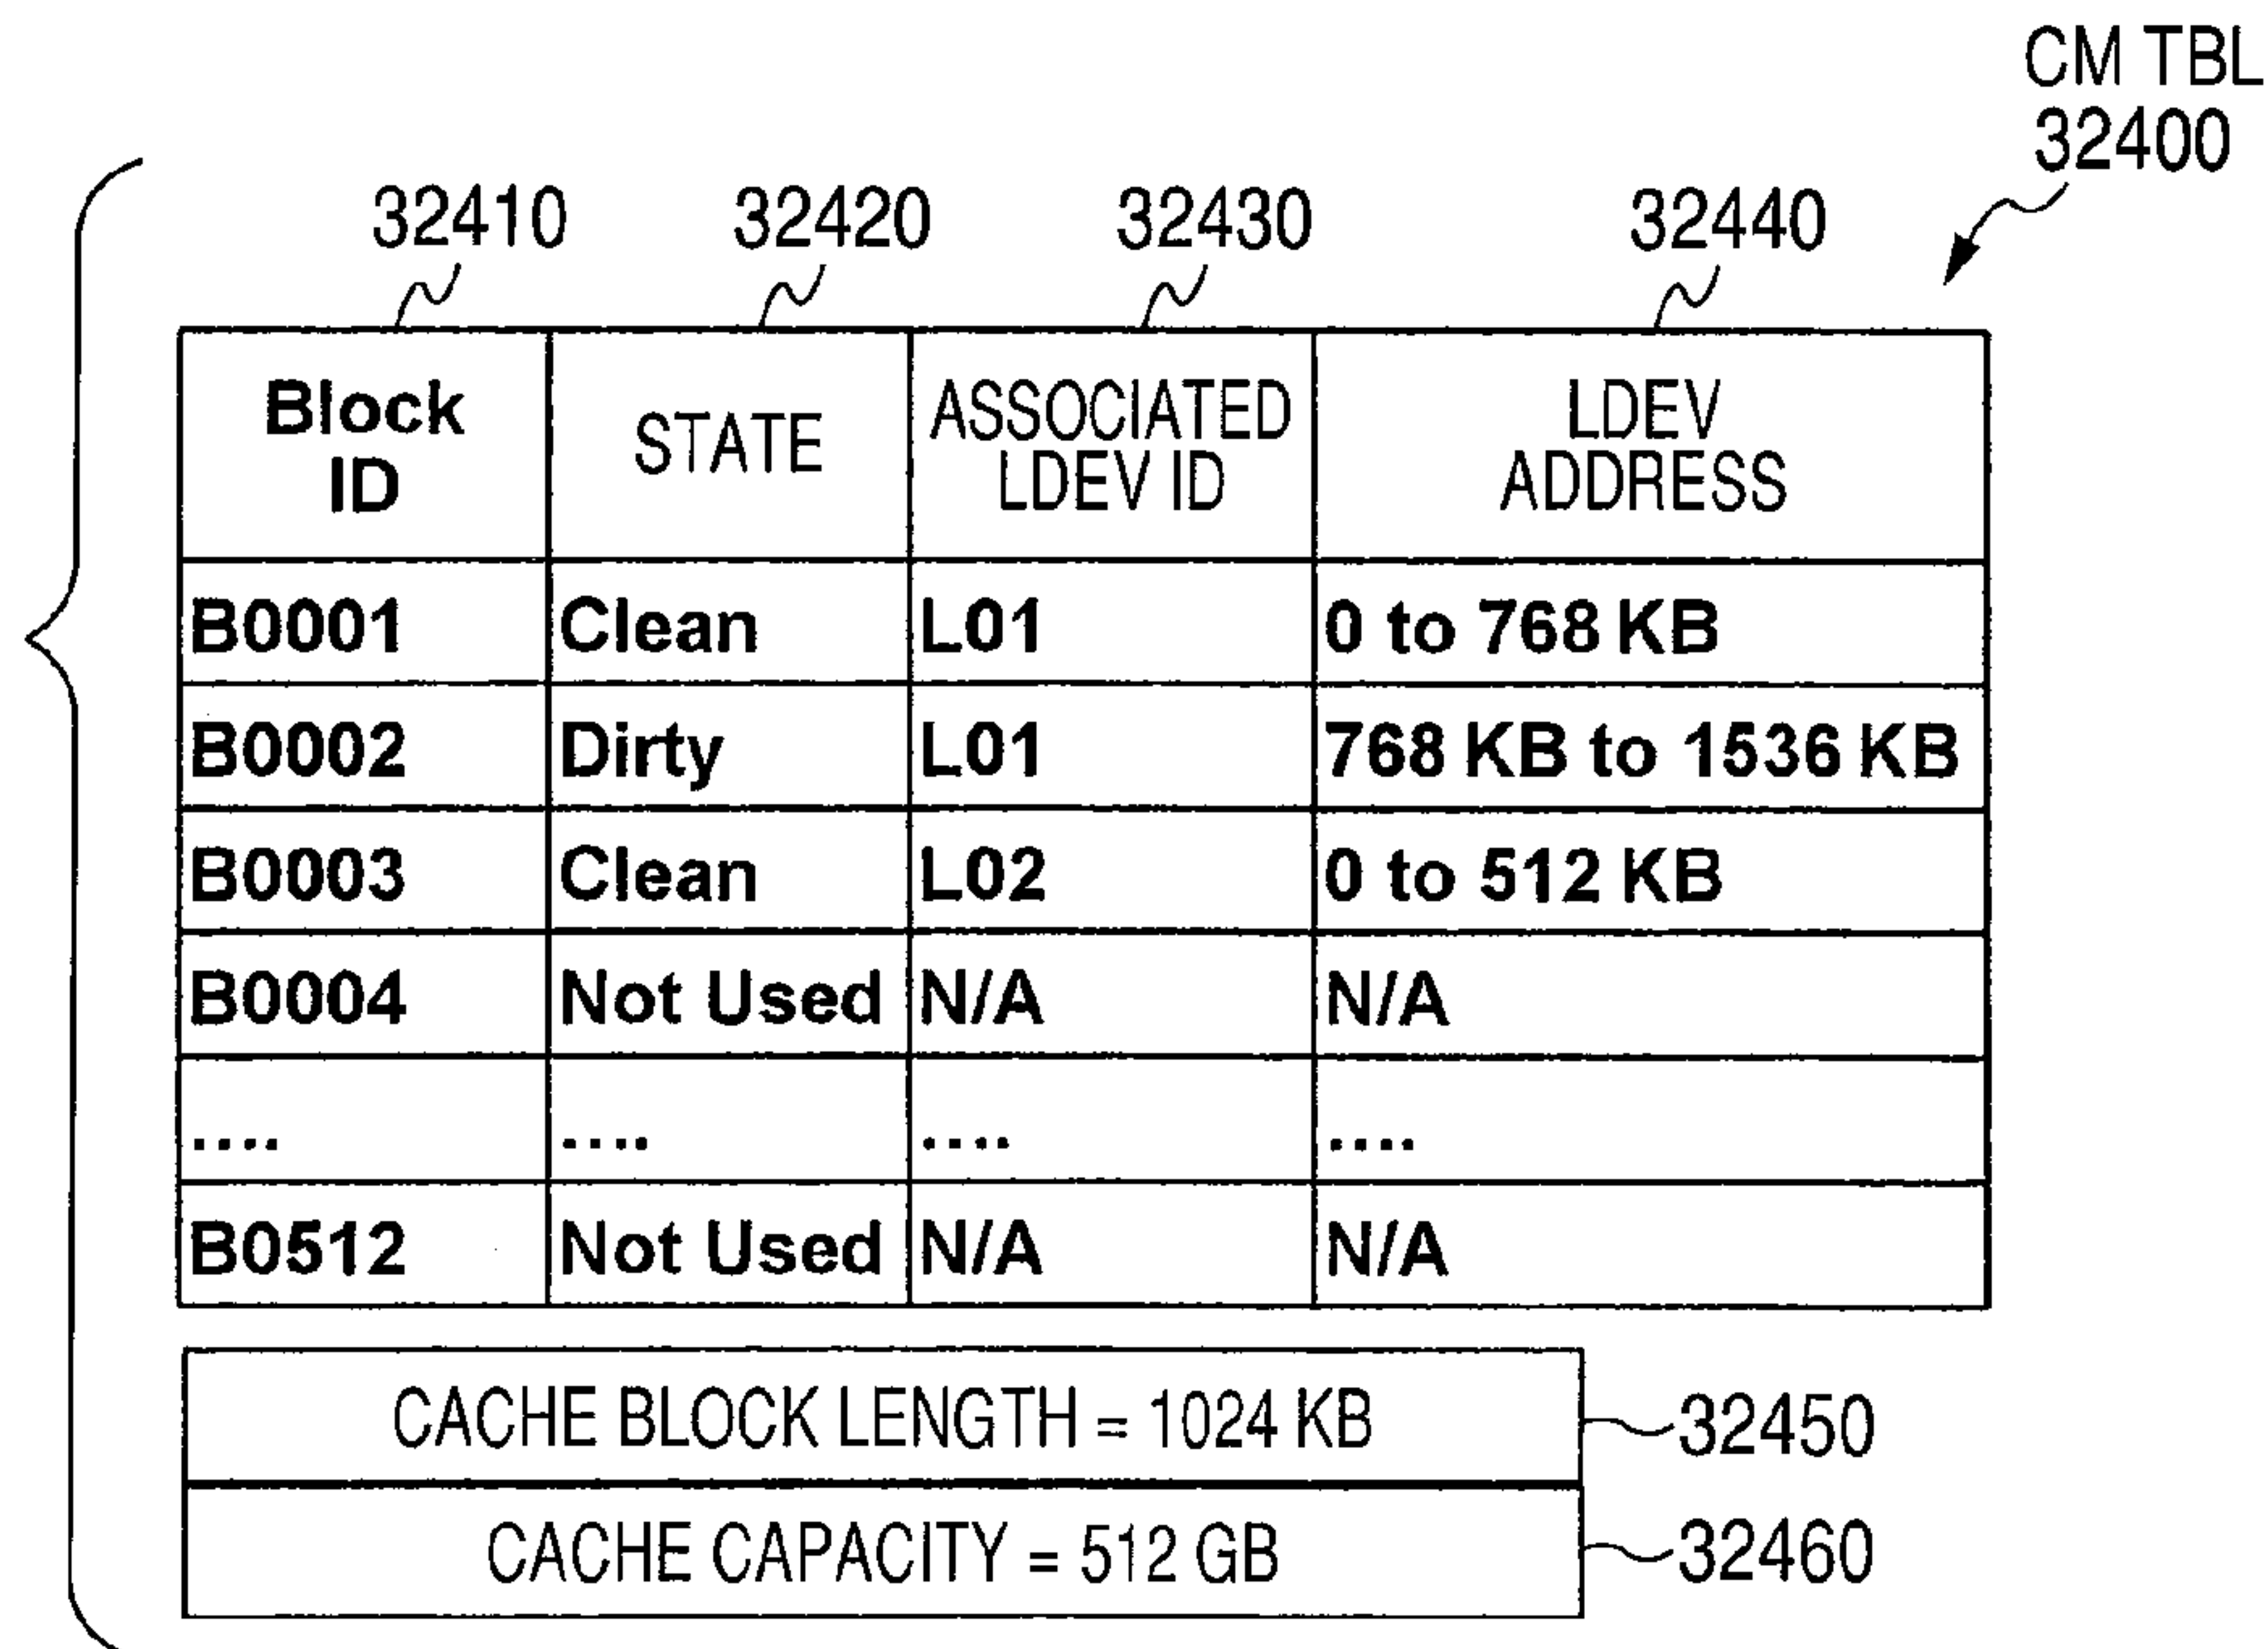 CM TBL
32400
32410 32420 32430 32440
Block ID STATE ASSOCIATED LDEV ID LDEV ADDRESS
B0001 Clean L01 0 to 768 KB
B0002 Dirty L01 768 KB to 1536 KB
B0003 Clean L02 0 to 512 KB
B0004 Not Used N/A N/A
.... .... .... ....
B0512 Not Used N/A N/A
CACHE BLOCK LENGTH = 1024 KB 32450
CACHE CAPACITY = 512 GB 32460